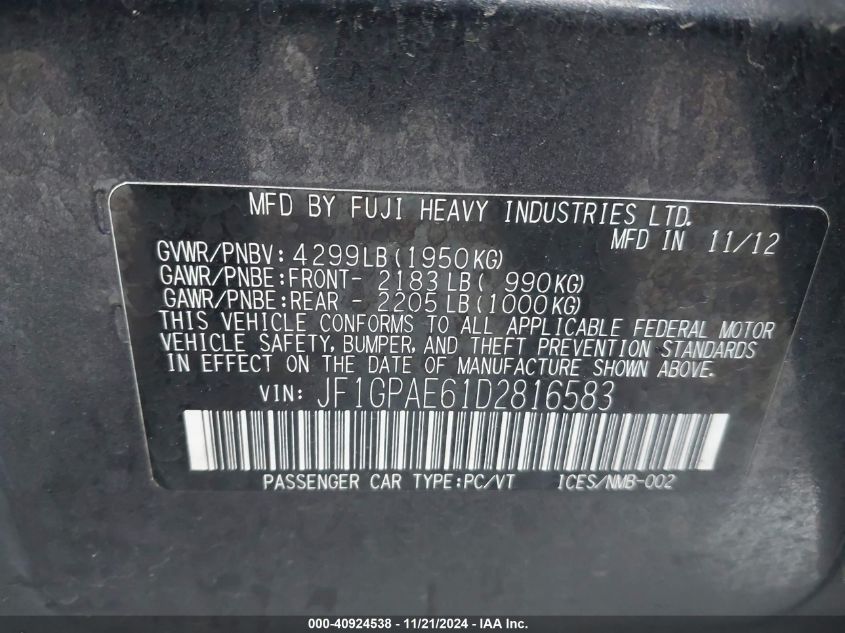 MFD BY FUJI HEAVY INDUSTRIES LTD.
MFD IN 11/12
GVWR/PNBV: 4299LB(1950KG)
GAWR/PNBE:FRONT- 2183LB( 990KG)
GAWR/PNBE:REAR - 2205LB(1000KG)
THIS VEHICLE CONFORMS TO ALL APPLICABLE FEDERAL MOTOR
VEHICLE SAFETY, BUMPER, AND THEFT PREVENTION STANDARDS
IN EFFECT ON THE DATE OF MANUFACTURE SHOWN ABOVE.
VIN: JF1GPAE61D2816583
PASSENGER CAR TYPE:PC/VT ICES/NMB-002
000-40924538 - 11/21/2024 - IAA Inc.